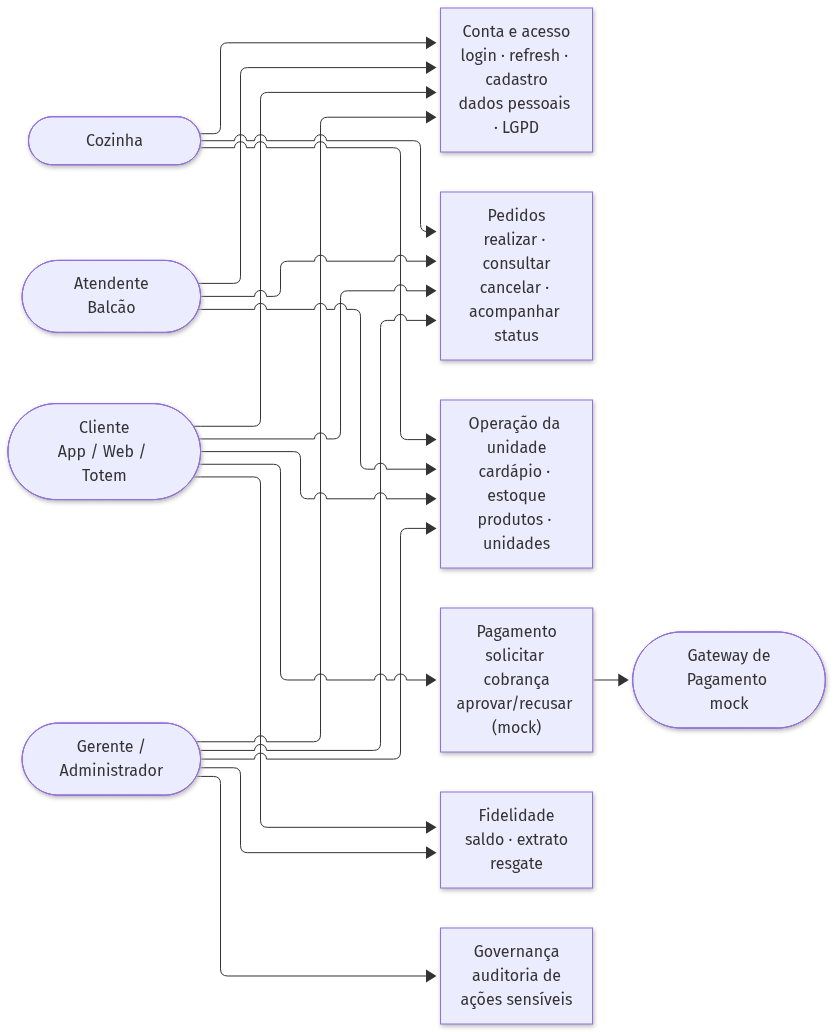 Cozinha
Atendente
Balcão
Cliente
App / Web /
Totem
Gerente /
Administrador
Conta e acesso
login · refresh ·
cadastro
dados pessoais
· LGPD
Pedidos
realizar ·
consultar
cancelar ·
acompanhar
status
Operação da
unidade
cardápio ·
estoque
produtos ·
unidades
Pagamento
solicitar
cobrança
aprovar/recusar
(mock)
Fidelidade
saldo · extrato
resgate
Governança
auditoria de
ações sensíveis
Gateway de
Pagamento
mock